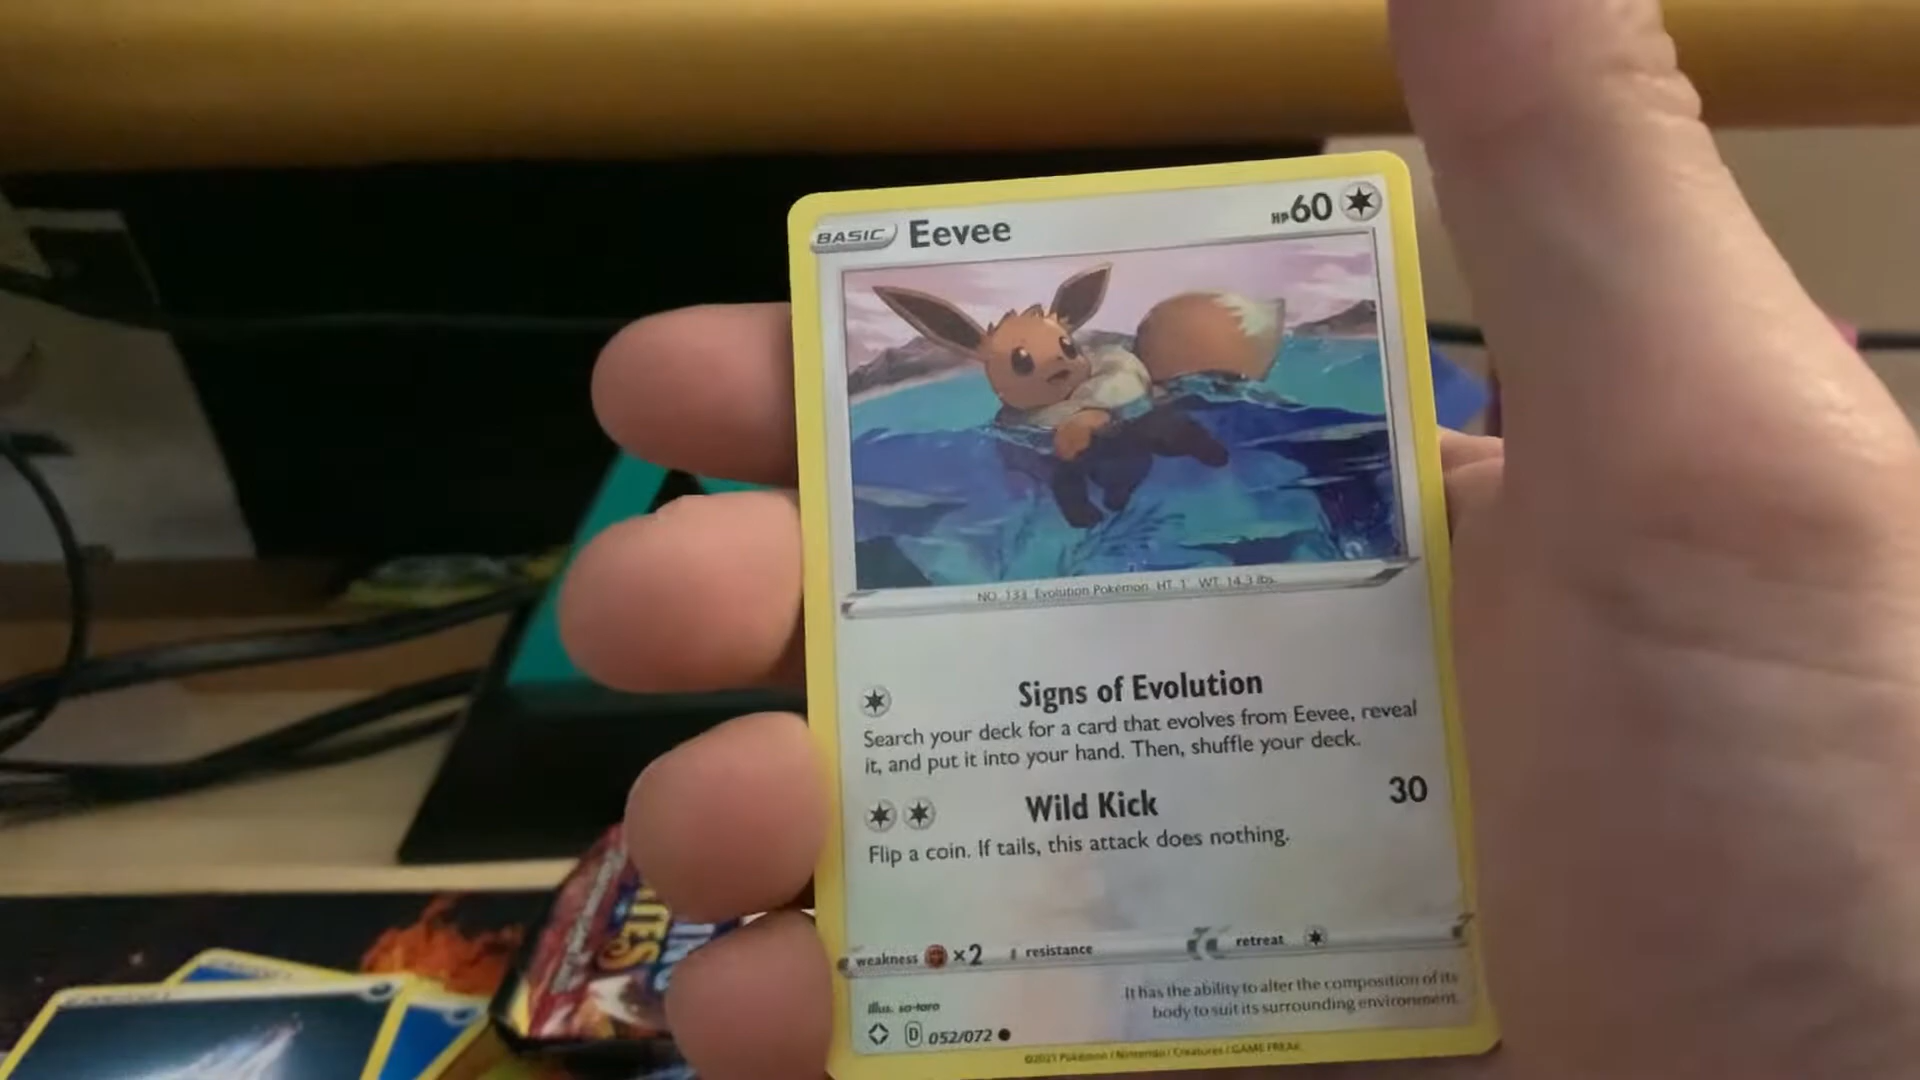 BASIC Eevee HP60
NO. 133 Evolution Pokémon HT: 1' WT: 14.3 lbs.
Signs of Evolution
Search your deck for a card that evolves from Eevee, reveal
it, and put it into your hand. Then, shuffle your deck.
Wild Kick 30
Flip a coin. If tails, this attack does nothing.
weakness ×2 resistance retreat
It has the ability to alter the composition of its
body to suit its surrounding environment.
Illus. so-taro
D 052/072
©2021 Pokémon / Nintendo / Creatures / GAME FREAK